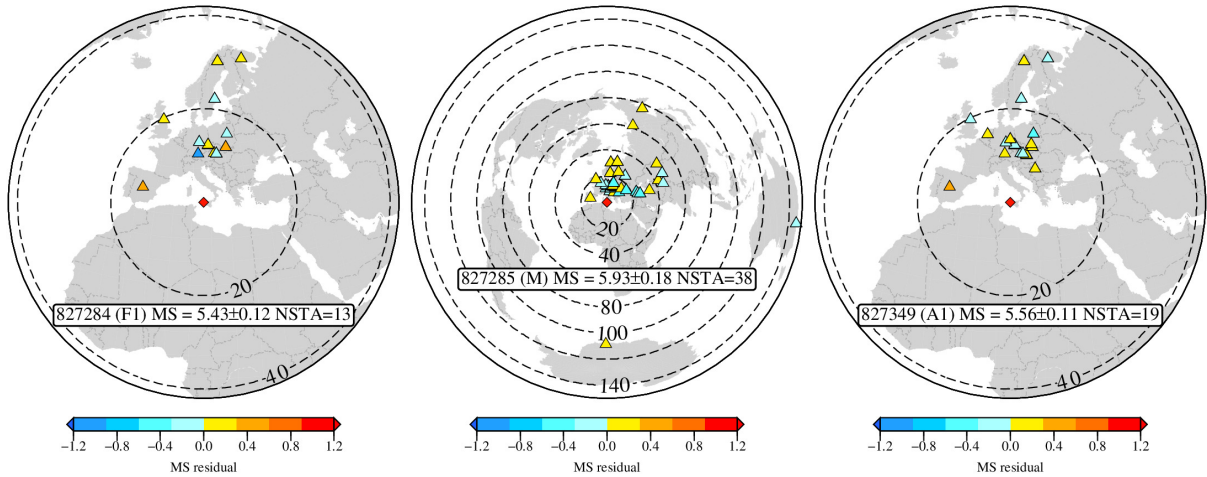 20
827284 (F1) MS = 5.43±0.12 NSTA=13
40
−1.2 −0.8 −0.4 0.0 0.4 0.8 1.2
MS residual
20
40
827285 (M) MS = 5.93±0.18 NSTA=38
80
100
140
−1.2 −0.8 −0.4 0.0 0.4 0.8 1.2
MS residual
20
827349 (A1) MS = 5.56±0.11 NSTA=19
40
−1.2 −0.8 −0.4 0.0 0.4 0.8 1.2
MS residual